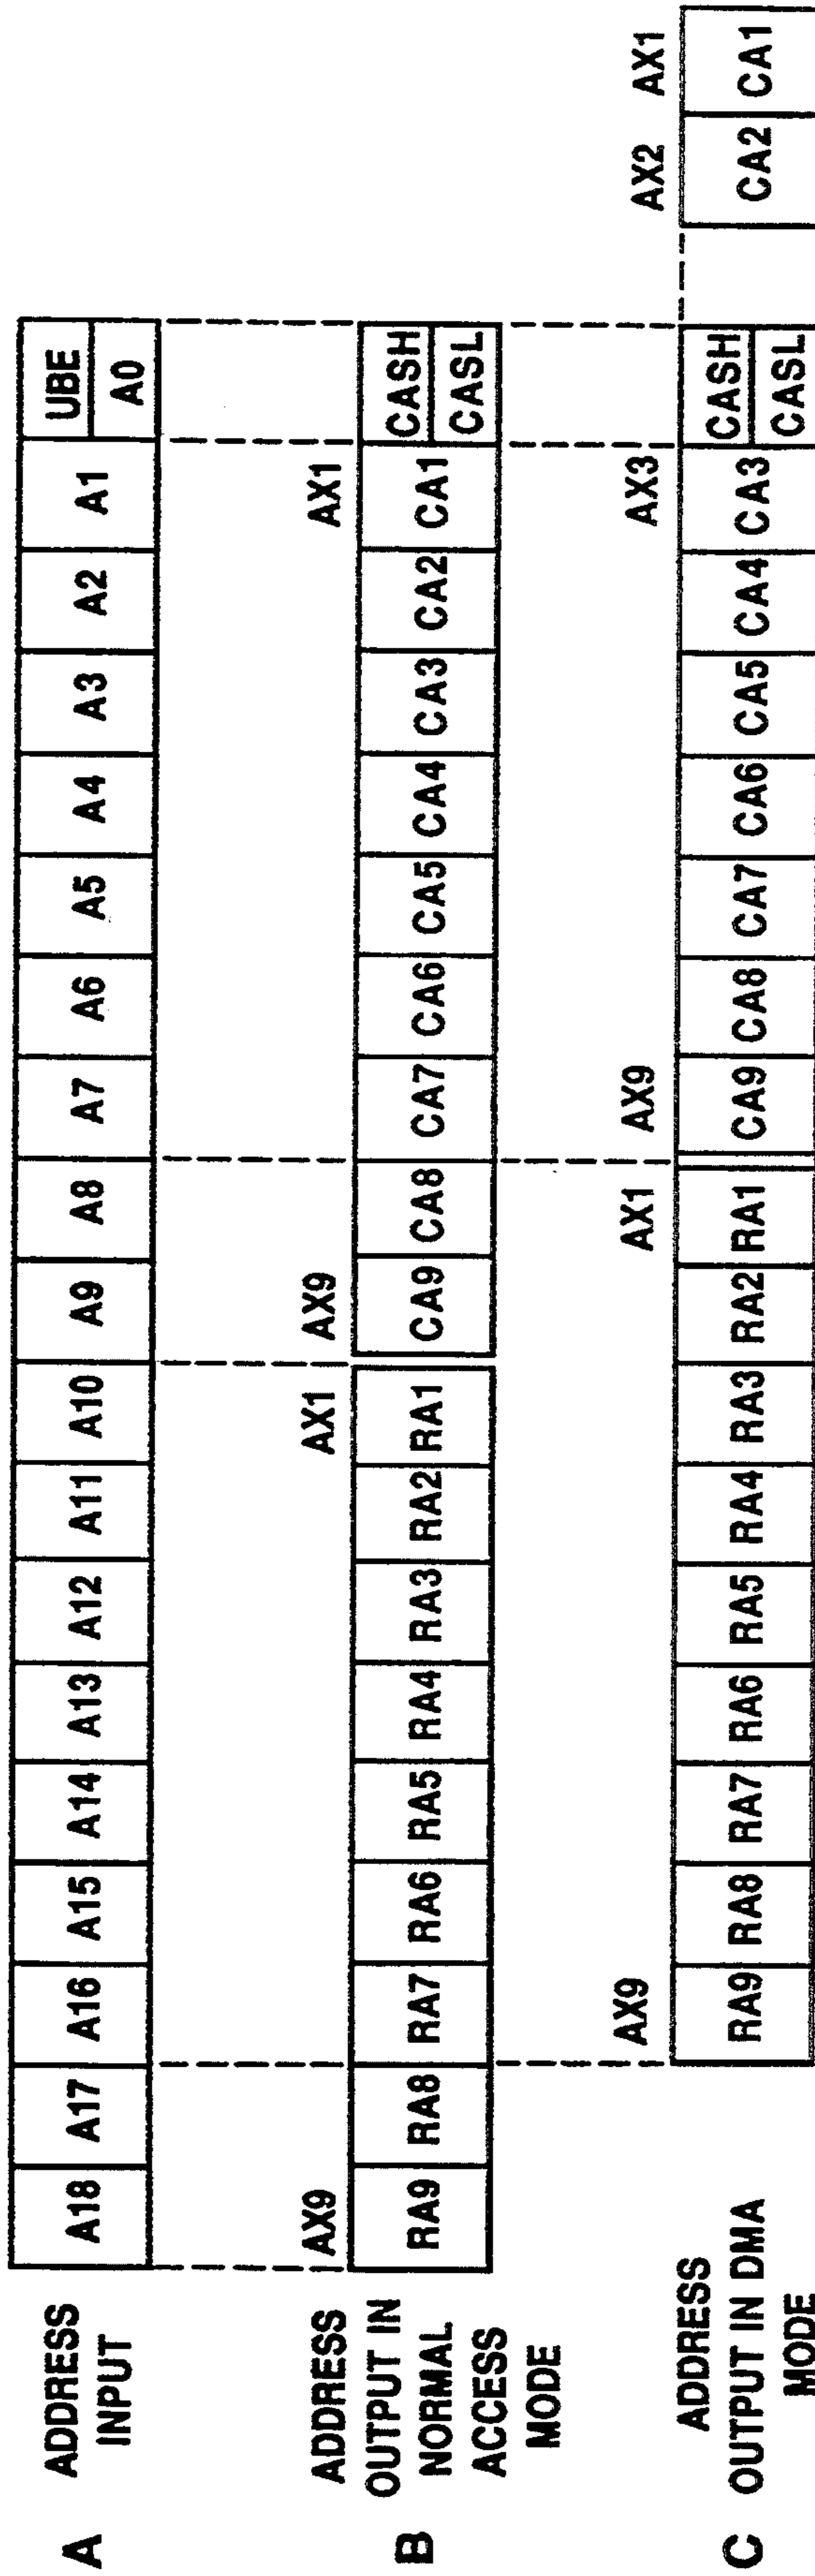 A ADDRESS INPUT
A18 A17 A16 A15 A14 A13 A12 A11 A10 A9 A8 A7 A6 A5 A4 A3 A2 A1 UBE
A0
AX9 AX1 AX9 AX1
B ADDRESS OUTPUT IN NORMAL ACCESS MODE
RA9 RA8 RA7 RA6 RA5 RA4 RA3 RA2 RA1 CA9 CA8 CA7 CA6 CA5 CA4 CA3 CA2 CA1 CASH
CASL
AX9 AX1 AX9 AX3 AX2 AX1
C ADDRESS OUTPUT IN DMA MODE
RA9 RA8 RA7 RA6 RA5 RA4 RA3 RA2 RA1 CA9 CA8 CA7 CA6 CA5 CA4 CA3 CASH CA2 CA1
CASL